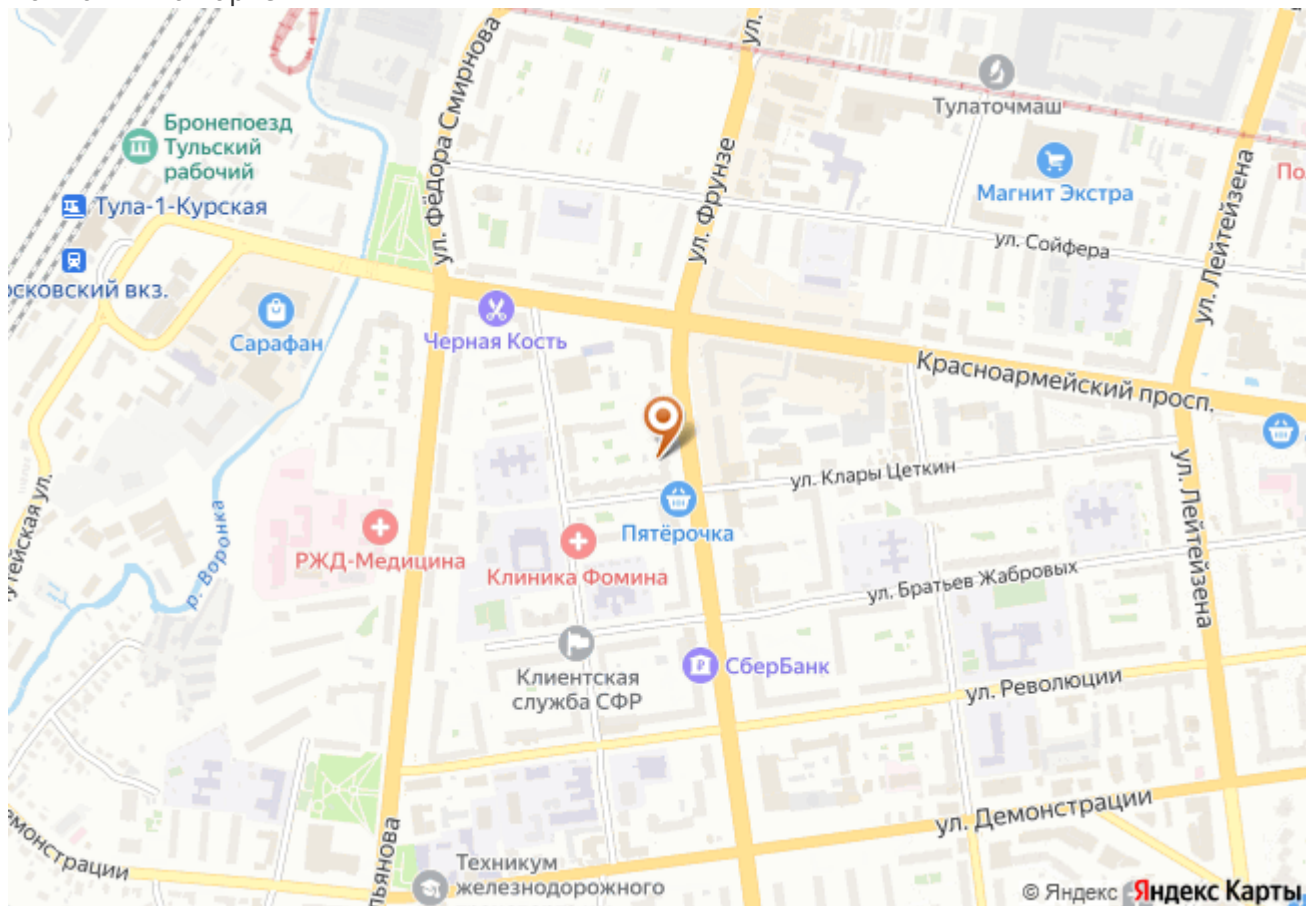 ул.
Тулаточмаш
Бронепоезд
Тульский
рабочий
ул. Фёдора Смирнова
ул. Фрунзе
Магнит Экстра
ул. Лейтейзена
По
Тула-1-Курская
ул. Сойфера
осковский вкз.
Сарафан
Черная Кость
Красноармейский просп.
ул. Клары Цеткин
Пятёрочка
р. Воронка
РЖД-Медицина
Клиника Фомина
ул. Братьев Жабровых
ул. Лейтейзена
Клиентская
служба СФР
СберБанк
ул. Революции
ул. Демонстрации
монстрации
льянова
Техникум
железнодорожного
© Яндекс Яндекс Карты